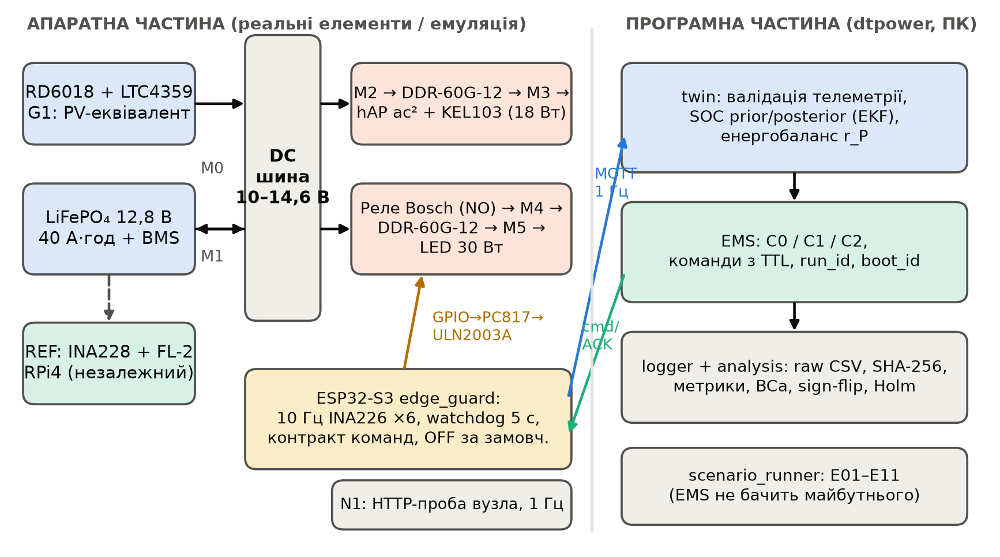 АПАРАТНА ЧАСТИНА (реальні елементи / емуляція)
RD6018 + LTC4359
G1: PV-еквівалент
M0
LiFePO₄ 12,8 В
40 А·год + BMS
M1
REF: INA228 + FL-2
RPi4 (незалежний)
DC
шина
10–14,6 В
M2 → DDR-60G-12 → M3 →
hAP ac² + KEL103 (18 Вт)
Реле Bosch (NO) → M4 →
DDR-60G-12 → M5 →
LED 30 Вт
GPIO→PC817→
ULN2003A
ESP32-S3 edge_guard:
10 Гц INA226 ×6, watchdog 5 с,
контракт команд, OFF за замовч.
N1: HTTP-проба вузла, 1 Гц
MQTT
1 Гц
cmd/
ACK
ПРОГРАМНА ЧАСТИНА (dtpower, ПК)
twin: валідація телеметрії,
SOC prior/posterior (EKF),
енергобаланс r_P
EMS: C0 / C1 / C2,
команди з TTL, run_id, boot_id
logger + analysis: raw CSV, SHA-256,
метрики, BCa, sign-flip, Holm
scenario_runner: E01–E11
(EMS не бачить майбутнього)